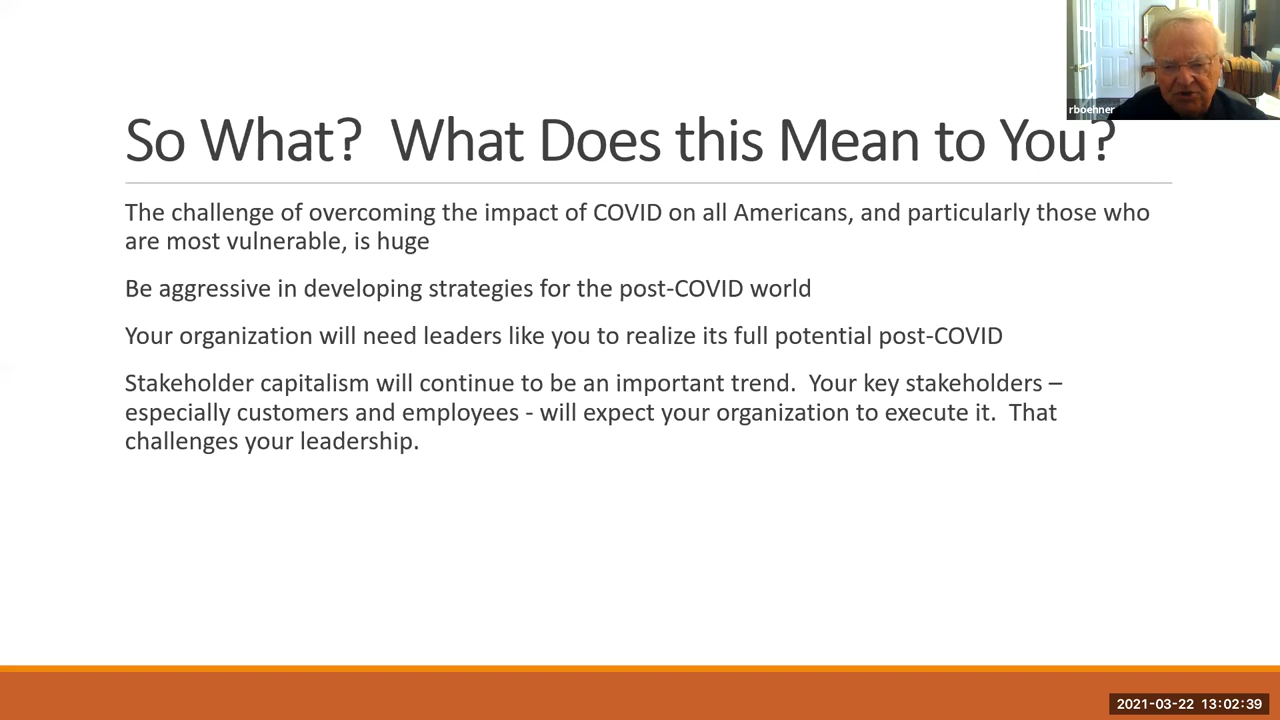 rboehner
So What?  What Does this Mean to You?
The challenge of overcoming the impact of COVID on all Americans, and particularly those who
are most vulnerable, is huge
Be aggressive in developing strategies for the post-COVID world
Your organization will need leaders like you to realize its full potential post-COVID
Stakeholder capitalism will continue to be an important trend.  Your key stakeholders –
especially customers and employees - will expect your organization to execute it.  That
challenges your leadership.
2021-03-22  13:02:39